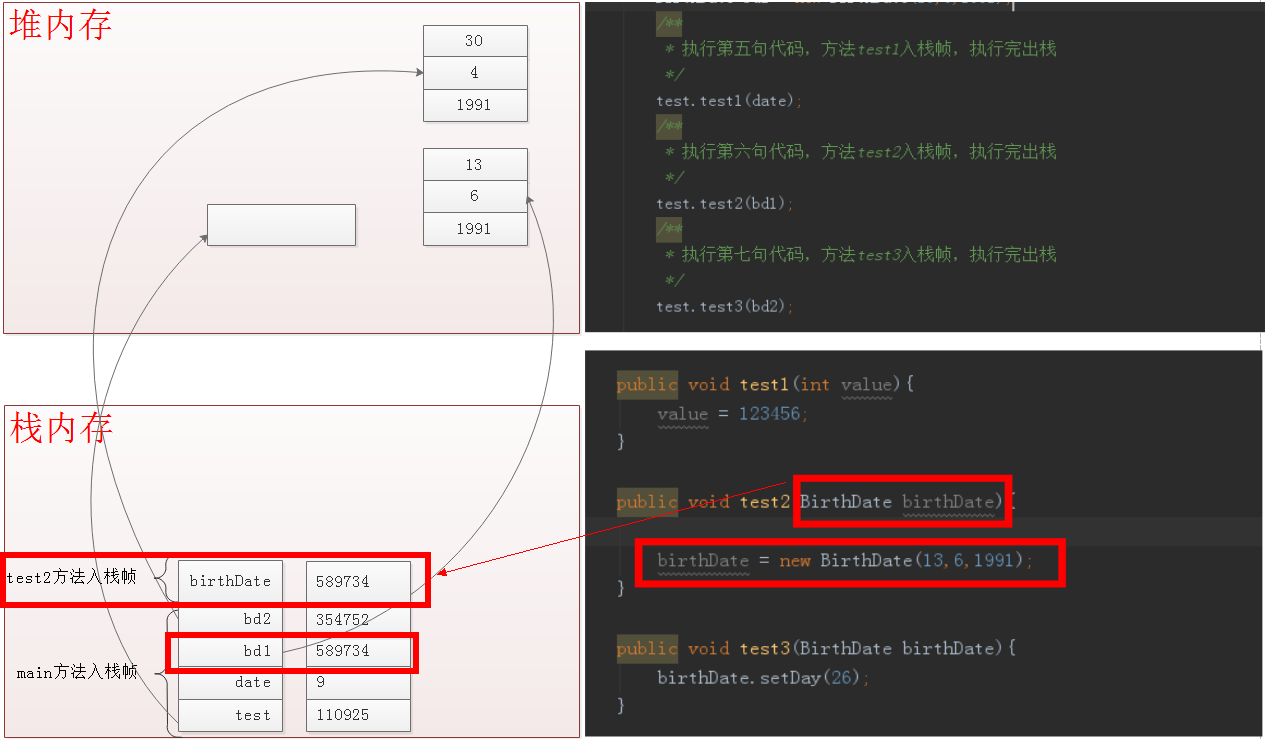 堆内存
30
4
1991
13
6
1991
/**
* 执行第五句代码，方法test1入栈帧，执行完出栈
*/
test.test1(date);
/**
* 执行第六句代码，方法test2入栈帧，执行完出栈
*/
test.test2(bd1);
/**
* 执行第七句代码，方法test3入栈帧，执行完出栈
*/
test.test3(bd2);
栈内存
test2方法入栈帧
birthDate 589734
bd2 354752
bd1 589734
main方法入栈帧
date 9
test 110925
public void test1(int value){
value = 123456;
}
public void test2 BirthDate birthDate){
birthDate = new BirthDate(13,6,1991);
}
public void test3(BirthDate birthDate){
birthDate.setDay(26);
}